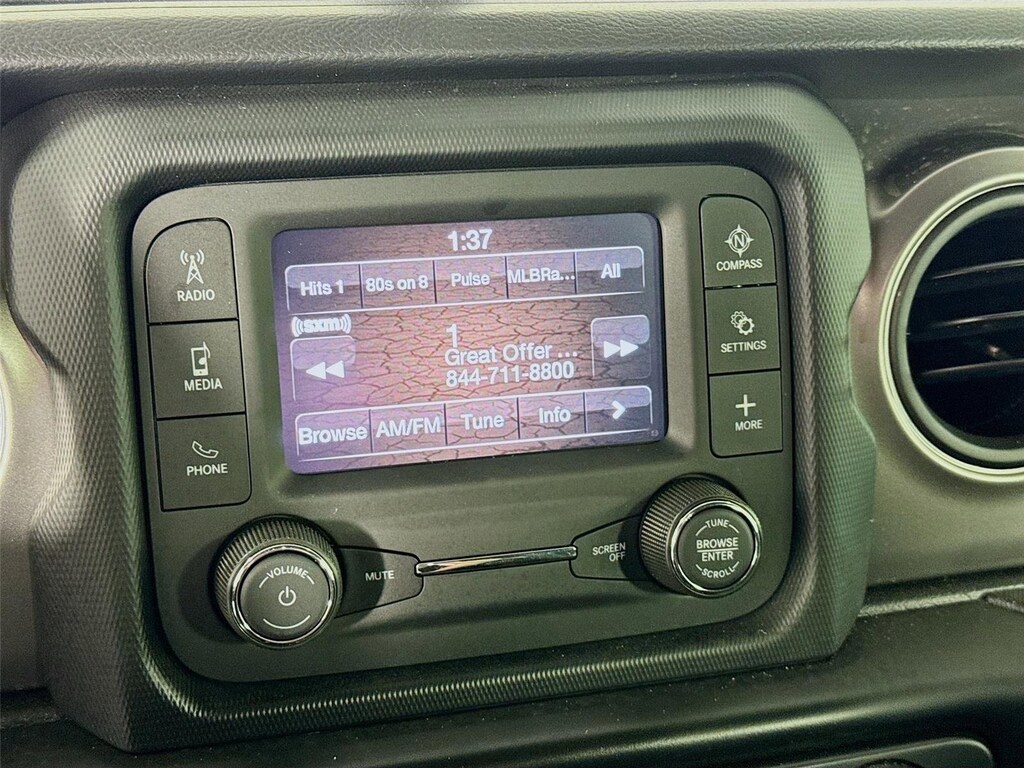 1:37
Hits 1 80s on 8 Pulse MLBRa... All
((sxm))
1
Great Offer ...
844-711-8800
Browse AM/FM Tune Info
RADIO
MEDIA
PHONE
COMPASS
N
SETTINGS
MORE
VOLUME
MUTE
SCREEN
OFF
TUNE
BROWSE
ENTER
SCROLL